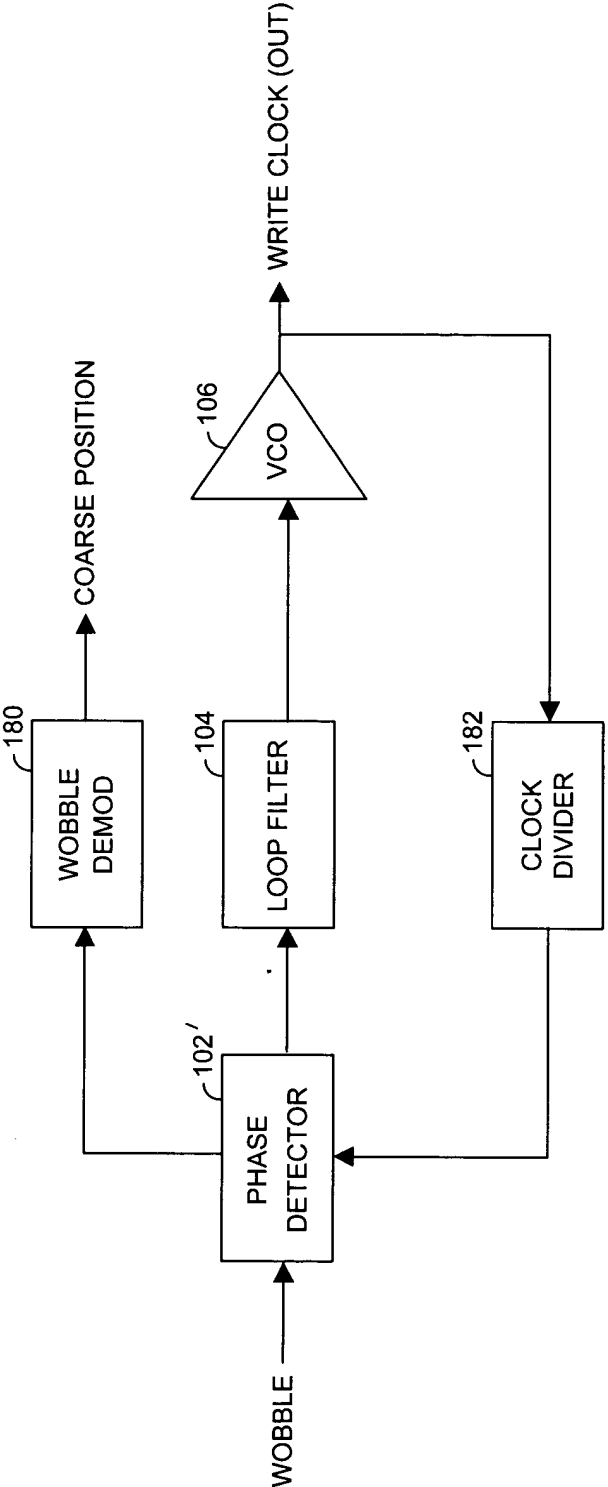 WOBBLE
PHASE
DETECTOR
102'
WOBBLE
DEMOD
180
COARSE POSITION
LOOP FILTER
104
VCO
106
WRITE CLOCK (OUT)
CLOCK
DIVIDER
182